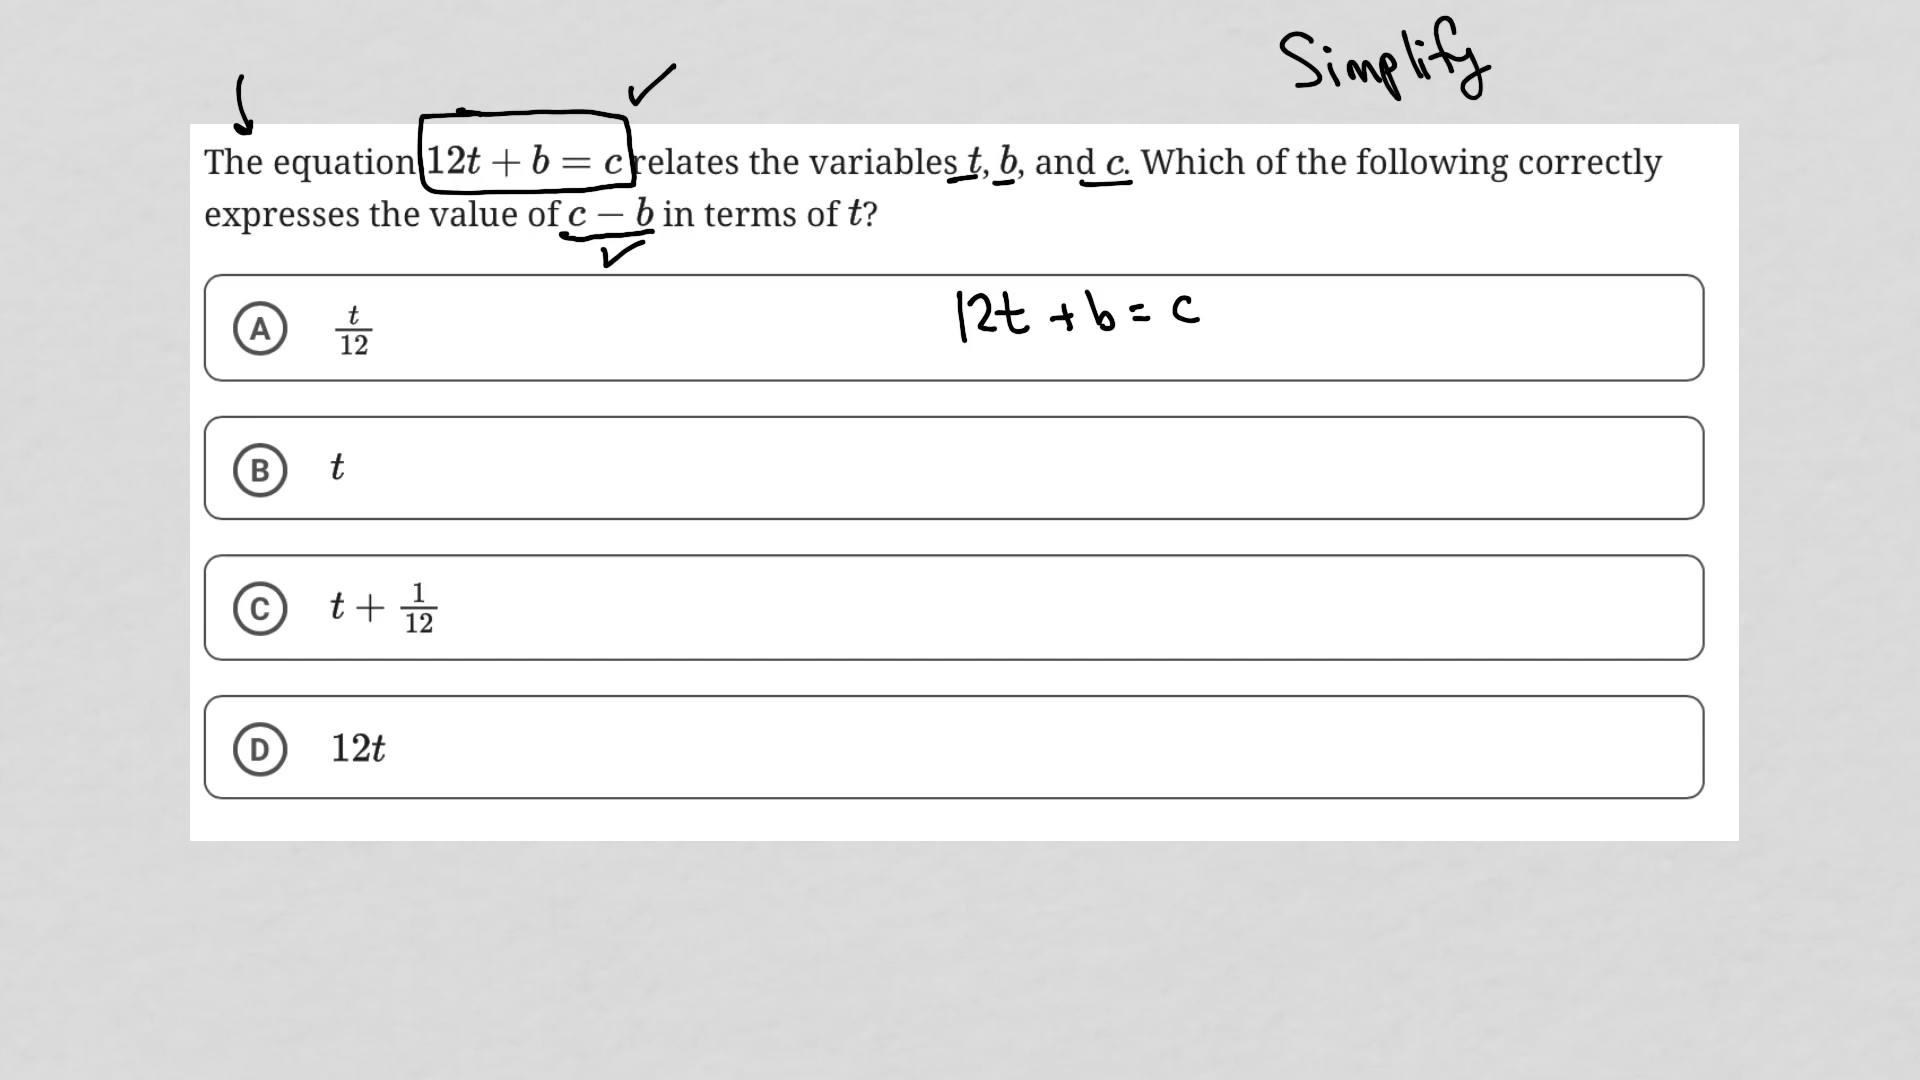 Simplify
The equation 12t + b = c relates the variables t, b, and c. Which of the following correctly
expresses the value of c − b in terms of t?
A t/12
12t + b = c
B t
C t + 1/12
D 12t